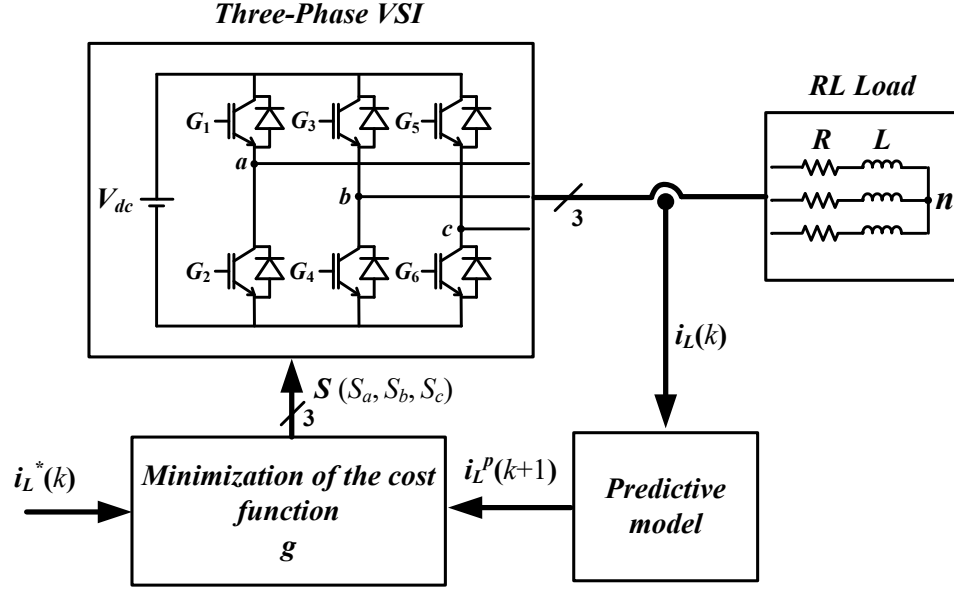 Three-Phase VSI
RL Load
G1 G3 G5
R L
a
Vdc
b
n
3
c
G2 G4 G6
iL(k)
S (Sa, Sb, Sc)
3
iL*(k)
Minimization of the cost
function
g
iLp(k+1)
Predictive
model